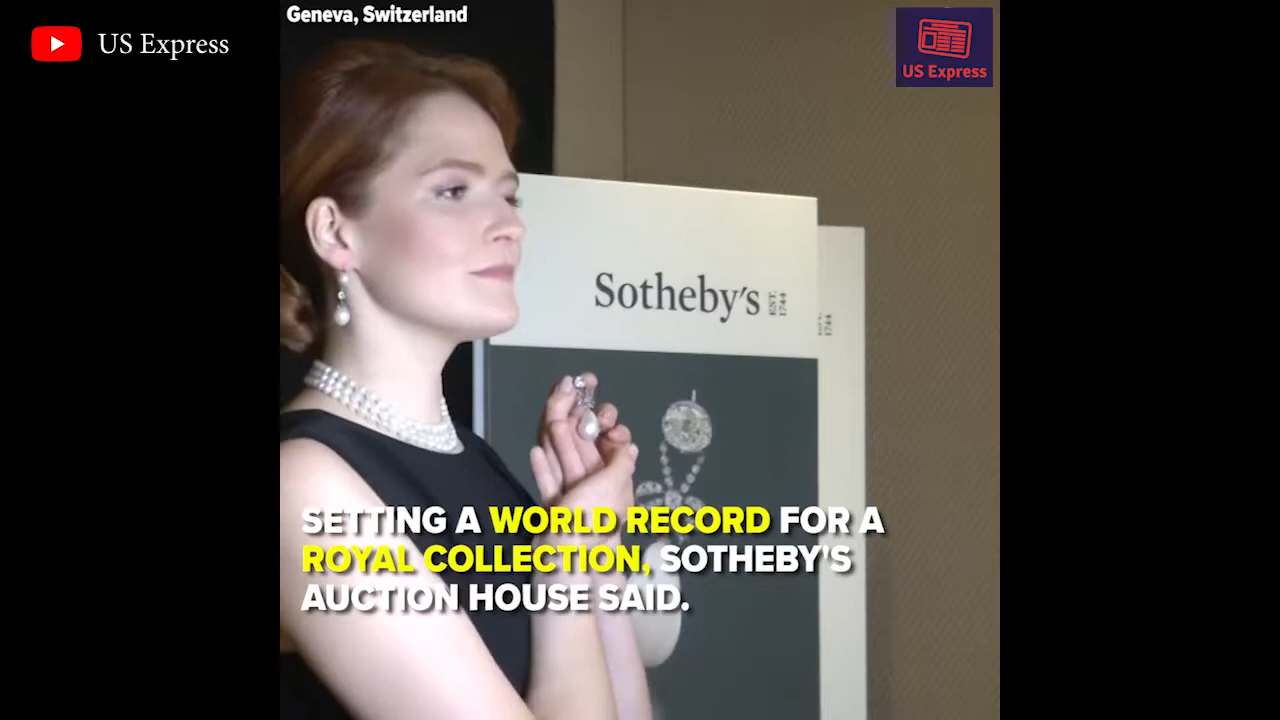 Geneva, Switzerland
US Express
US Express
Sotheby's
EST.
1744
1744
SETTING A WORLD RECORD FOR A
ROYAL COLLECTION, SOTHEBY'S
AUCTION HOUSE SAID.